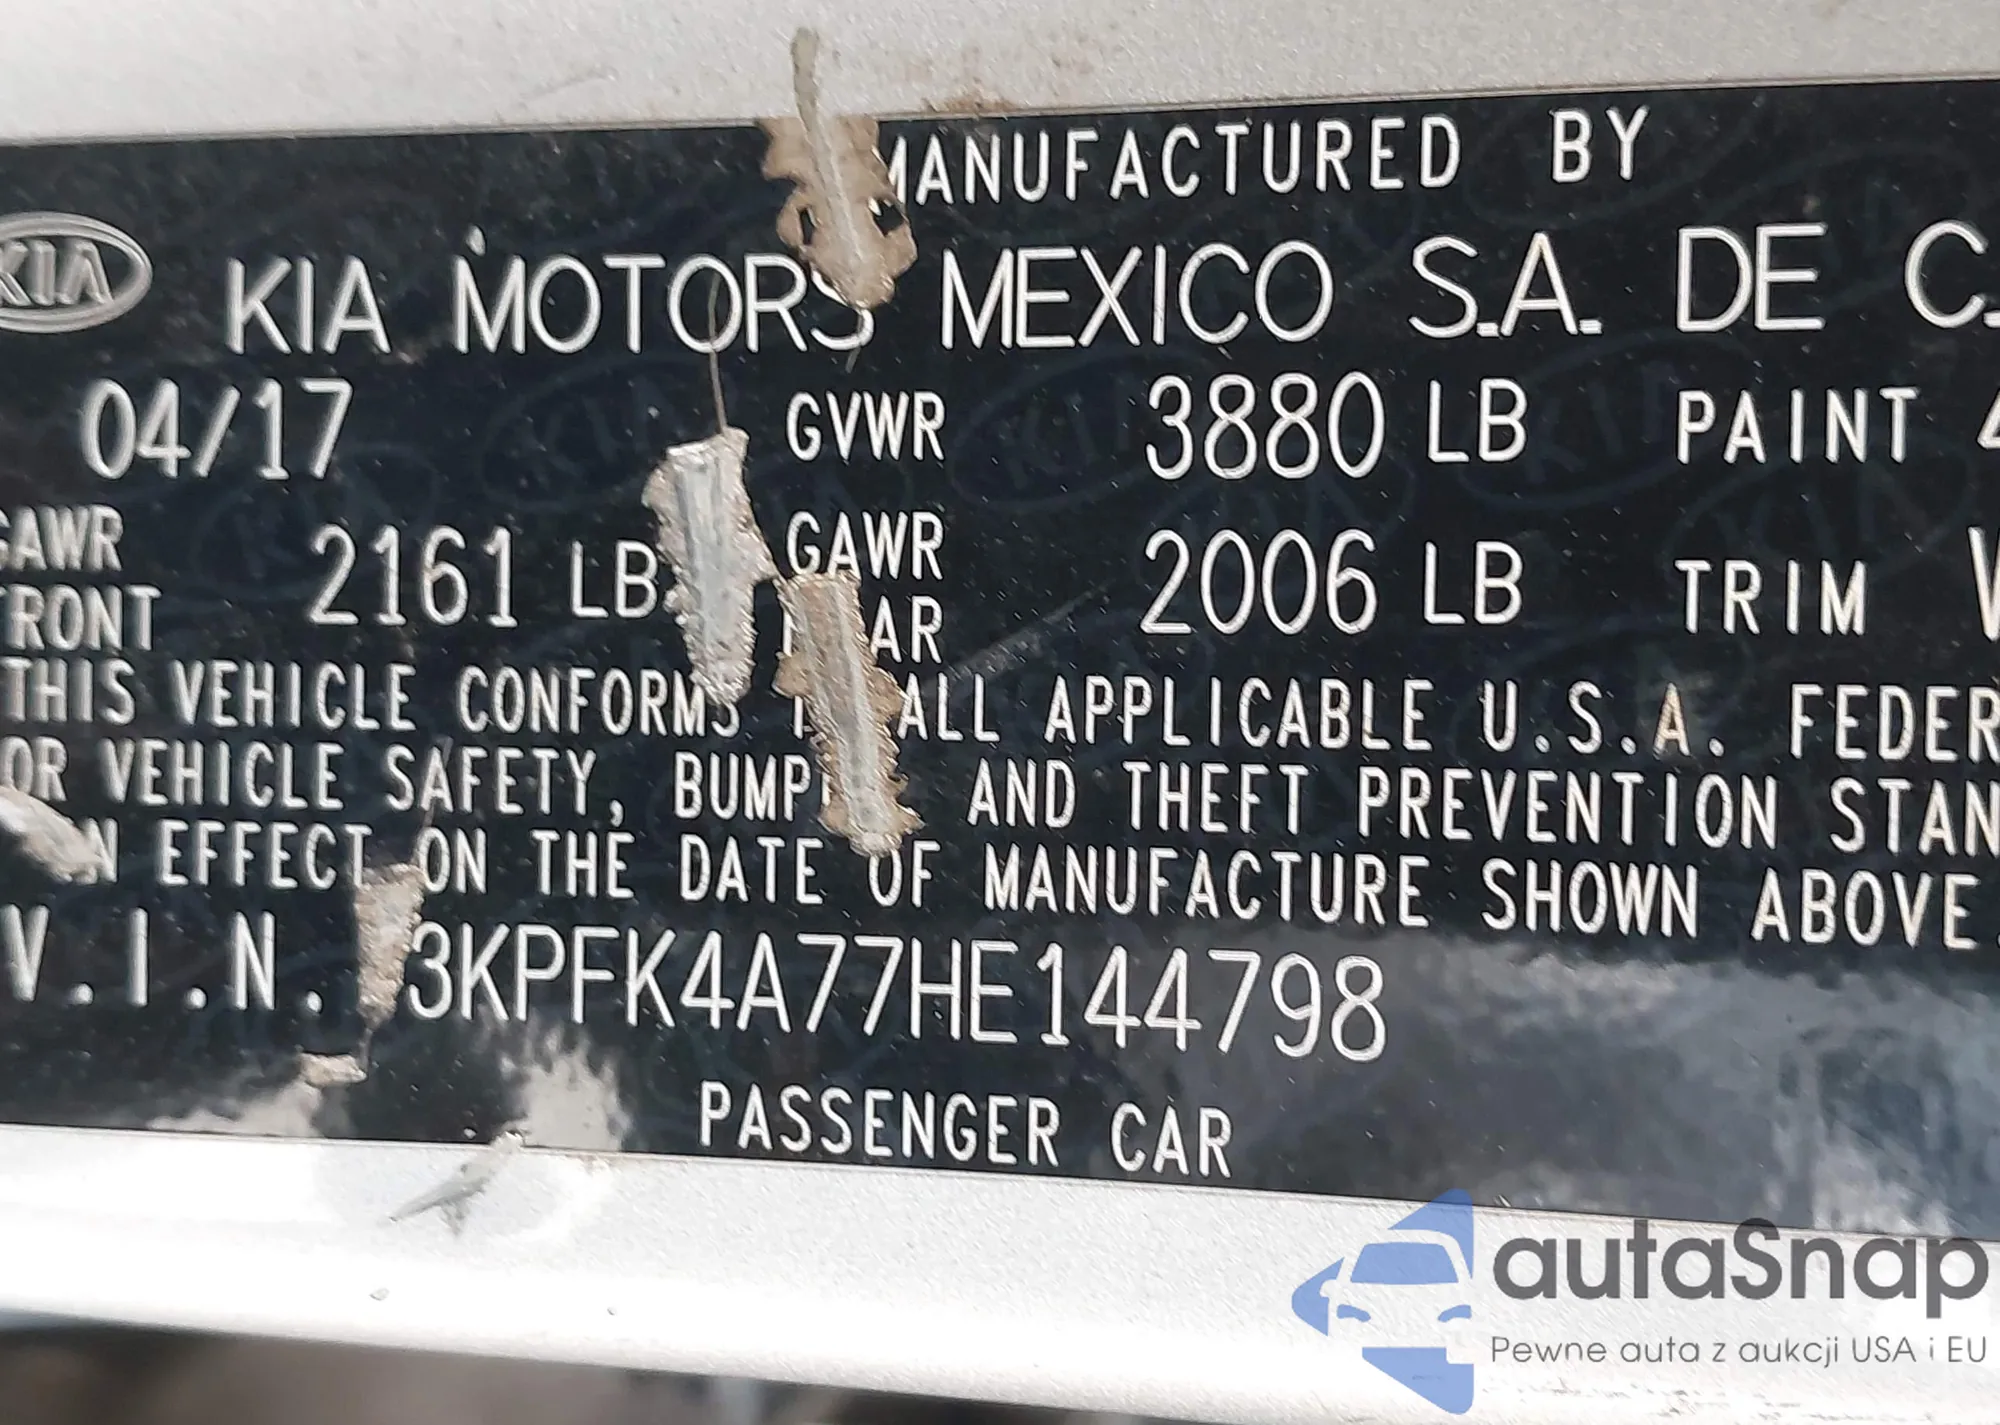 MANUFACTURED BY
KIA KIA MOTORS MEXICO S.A. DE C.
04/17 GVWR 3880 LB PAINT 4
GAWR FRONT 2161 LB GAWR 2006 LB TRIM
THIS VEHICLE CONFORMS ALL APPLICABLE U.S.A. FEDER
OR VEHICLE SAFETY, BUMP AND THEFT PREVENTION STAN
N EFFECT ON THE DATE OF MANUFACTURE SHOWN ABOVE.
V.I.N. 3KPFK4A77HE144798
PASSENGER CAR
autaSnap
Pewne auta z aukcji USA i EU